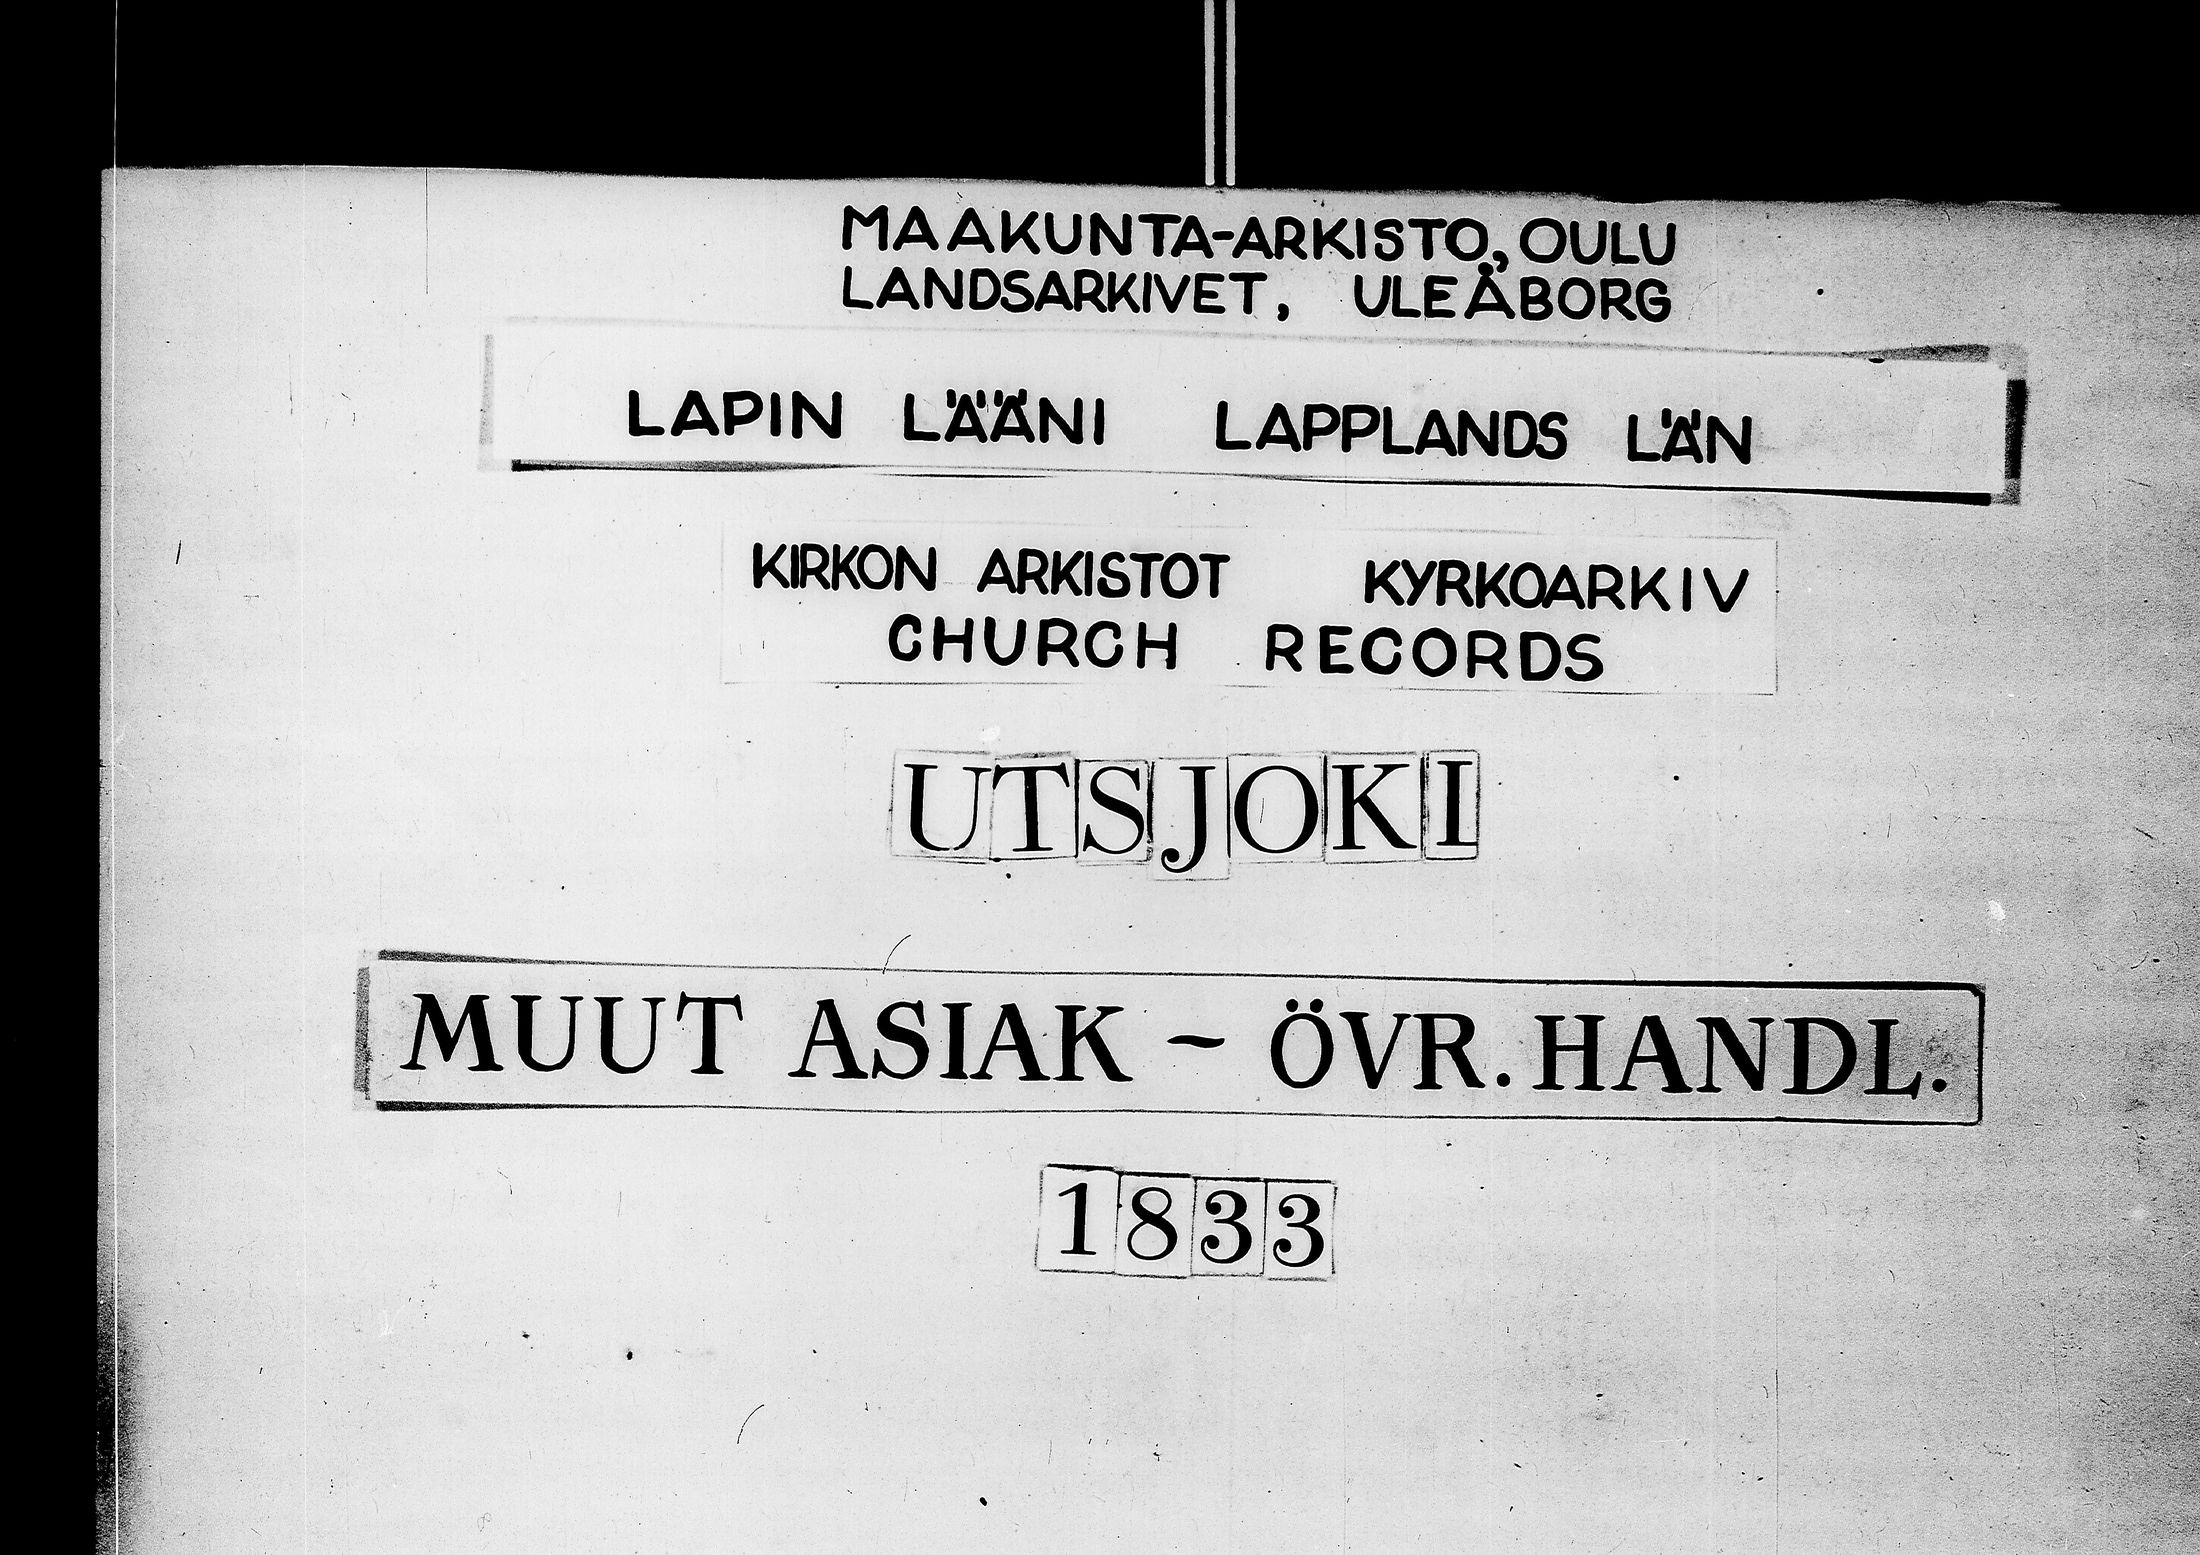 MAAKUNTA-ARKISTO, OULU
LANDSARKIVET, ULEÅBORG
LAPIN LÄÄNI LAPPLANDS LÄN
KIRKON ARKISTOT KYRKOARKIV
CHURCH RECORDS
UTSJOKI
MUUT ASIAK - ÖVR. HANDL.
1833